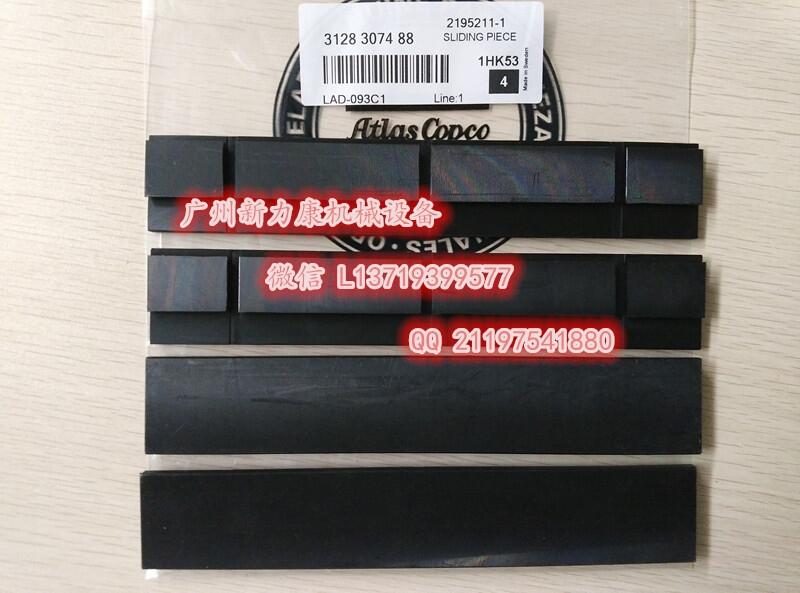 2195211-1
3128 3074 88
SLIDING PIECE
1HK53
4
Made in Sweden
LAD-093C1
Line:1
Atlas Copco
广州新力康机械设备
微信 L13719399577
QQ 21197541880